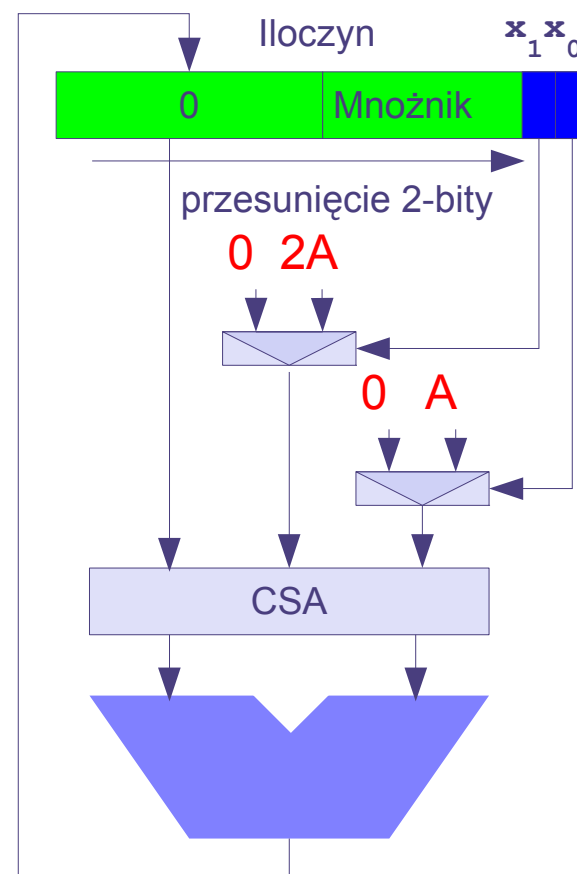 Iloczyn x1x0
0 Mnożnik
przesunięcie 2-bity
0 2A
0 A
CSA